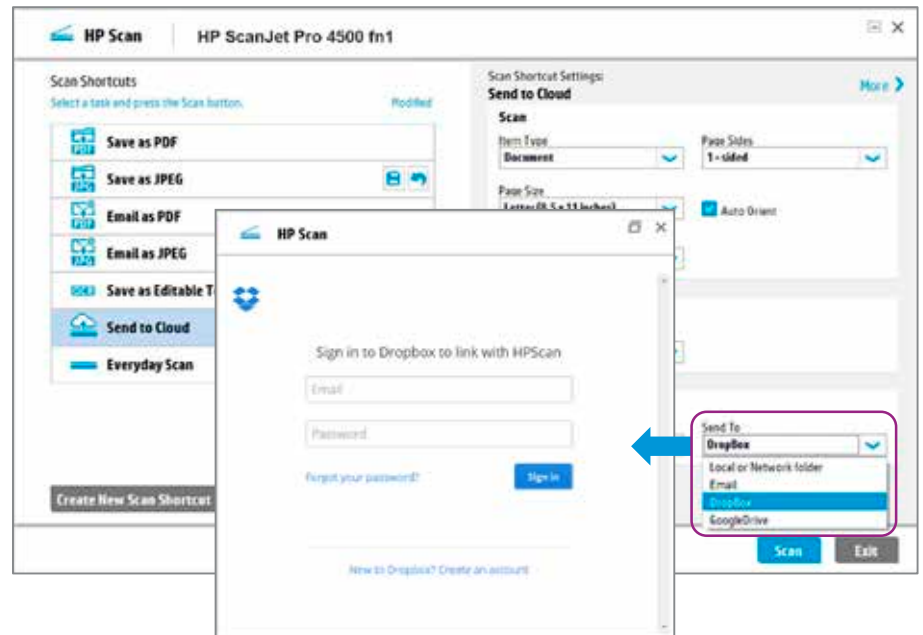 HP Scan
HP ScanJet Pro 4500 fn1
Scan Shortcuts
Select a task and press the Scan button.
Modified
Save as PDF
Save as JPEG
Email as PDF
Email as JPEG
Save as Editable T
Send to Cloud
Everyday Scan
Create New Scan Shortcut
Scan Shortcut Settings:
Send to Cloud
More
Scan
Item Type
Page Sides
Document
1-sided
Page Size
Letter (8.5 x 11 inches)
Auto Orient
Send To
DropBox
Local or Network folder
Email
DropBox
GoogleDrive
Scan
Exit
HP Scan
Sign in to Dropbox to link with HPScan
Email
Password
Forgot your password?
Sign in
New to Dropbox? Create an account